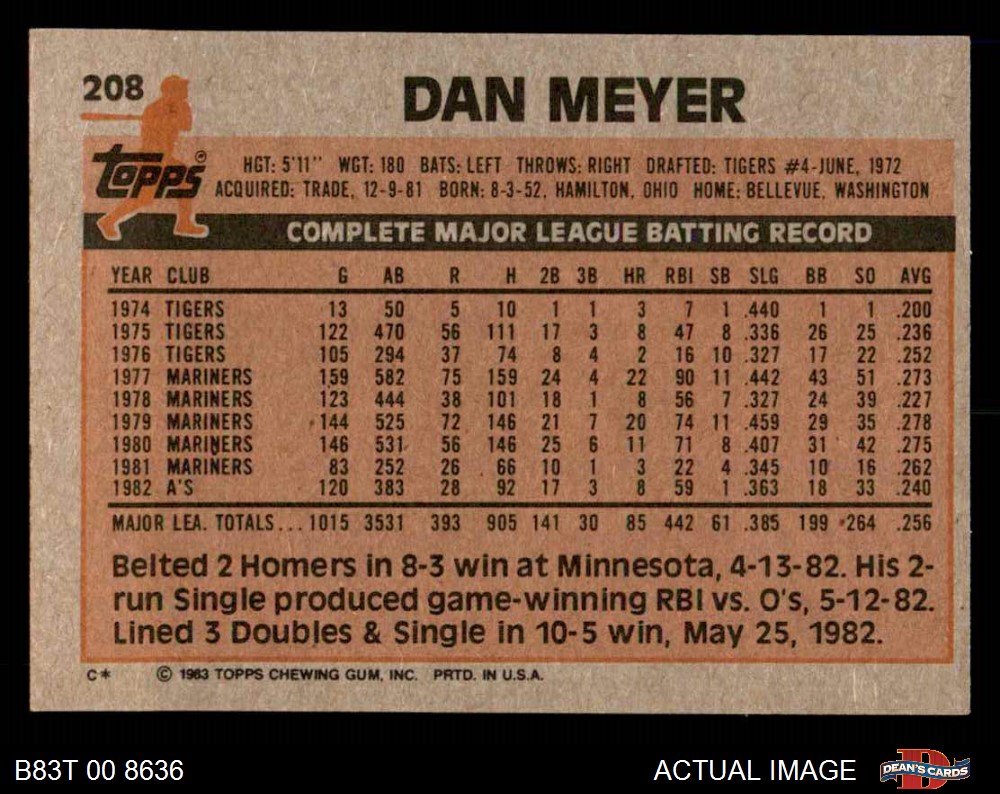 208
DAN MEYER
Topps®
HGT: 5'11" WGT: 180 BATS: LEFT THROWS: RIGHT DRAFTED: TIGERS #4-JUNE, 1972
ACQUIRED: TRADE, 12-9-81 BORN: 8-3-52, HAMILTON, OHIO HOME: BELLEVUE, WASHINGTON
COMPLETE MAJOR LEAGUE BATTING RECORD
YEAR CLUB G AB R H 2B 3B HR RBI SB SLG BB SO AVG
1974 TIGERS 13 50 5 10 1 1 3 7 1 .440 1 1 .200
1975 TIGERS 122 470 56 111 17 3 8 47 8 .336 26 25 .236
1976 TIGERS 105 294 37 74 8 4 2 16 10 .327 17 22 .252
1977 MARINERS 159 582 75 159 24 4 22 90 11 .442 43 51 .273
1978 MARINERS 123 444 38 101 18 1 8 56 7 .327 24 39 .227
1979 MARINERS 144 525 72 146 21 7 20 74 11 .459 29 35 .278
1980 MARINERS 146 531 56 146 25 6 11 71 8 .407 31 42 .275
1981 MARINERS 83 252 26 66 10 1 3 22 4 .345 10 16 .262
1982 A'S 120 383 28 92 17 3 8 59 1 .363 18 33 .240
MAJOR LEA. TOTALS... 1015 3531 393 905 141 30 85 442 61 .385 199 264 .256
Belted 2 Homers in 8-3 win at Minnesota, 4-13-82. His 2-
run Single produced game-winning RBI vs. O's, 5-12-82.
Lined 3 Doubles & Single in 10-5 win, May 25, 1982.
C* © 1983 TOPPS CHEWING GUM, INC. PRTD. IN U.S.A.
B83T 00 8636
ACTUAL IMAGE
DEAN'S CARDS